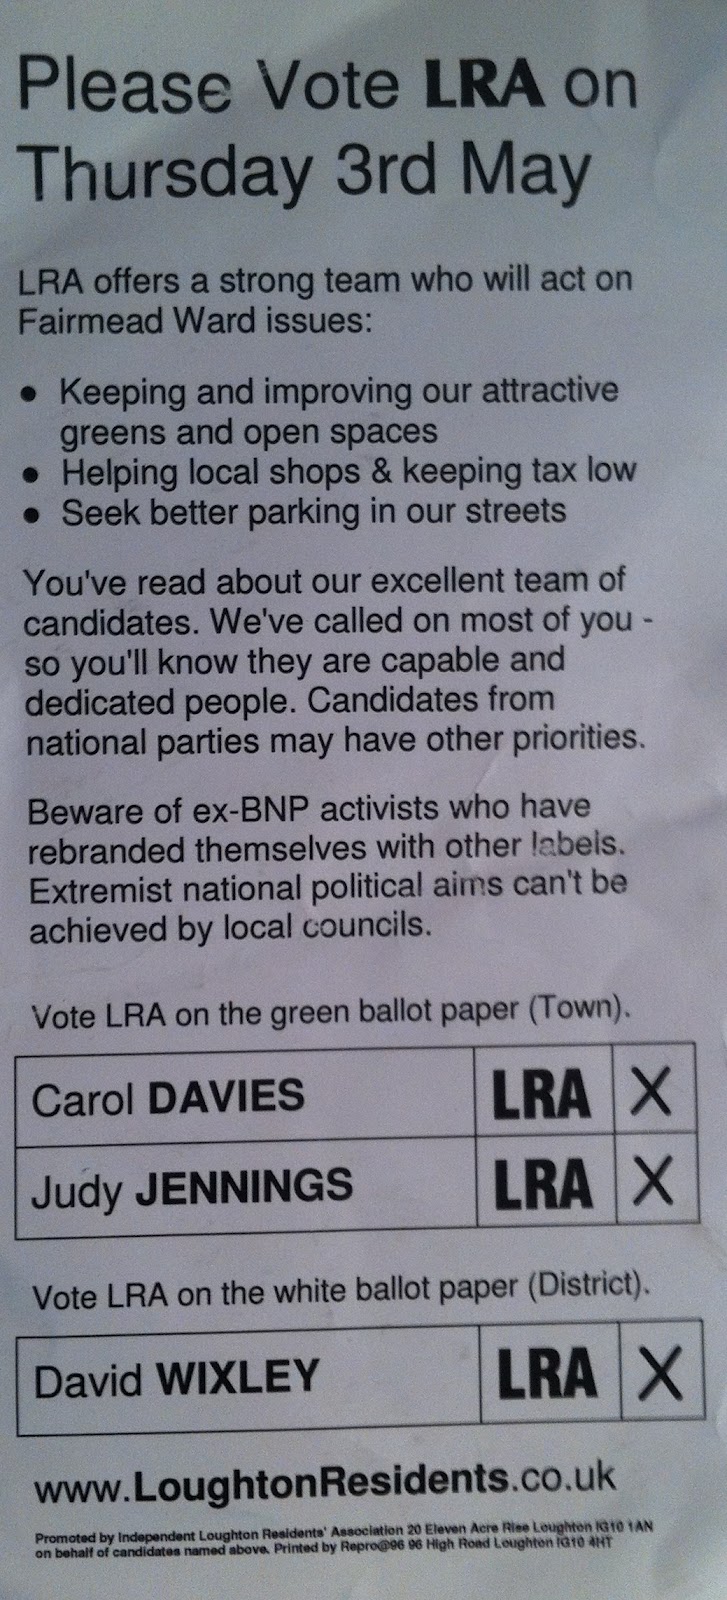 Please Vote LRA on
Thursday 3rd May
LRA offers a strong team who will act on
Fairmead Ward issues:
● Keeping and improving our attractive
greens and open spaces
● Helping local shops & keeping tax low
● Seek better parking in our streets
You've read about our excellent team of
candidates. We've called on most of you -
so you'll know they are capable and
dedicated people. Candidates from
national parties may have other priorities.
Beware of ex-BNP activists who have
rebranded themselves with other labels.
Extremist national political aims can't be
achieved by local councils.
Vote LRA on the green ballot paper (Town).
Carol DAVIES LRA X
Judy JENNINGS LRA X
Vote LRA on the white ballot paper (District).
David WIXLEY LRA X
www.LoughtonResidents.co.uk
Promoted by Independent Loughton Residents' Association 20 Eleven Acre Rise Loughton IG10 1AN
on behalf of candidates named above. Printed by Repro@96 96 High Road Loughton IG10 4HT